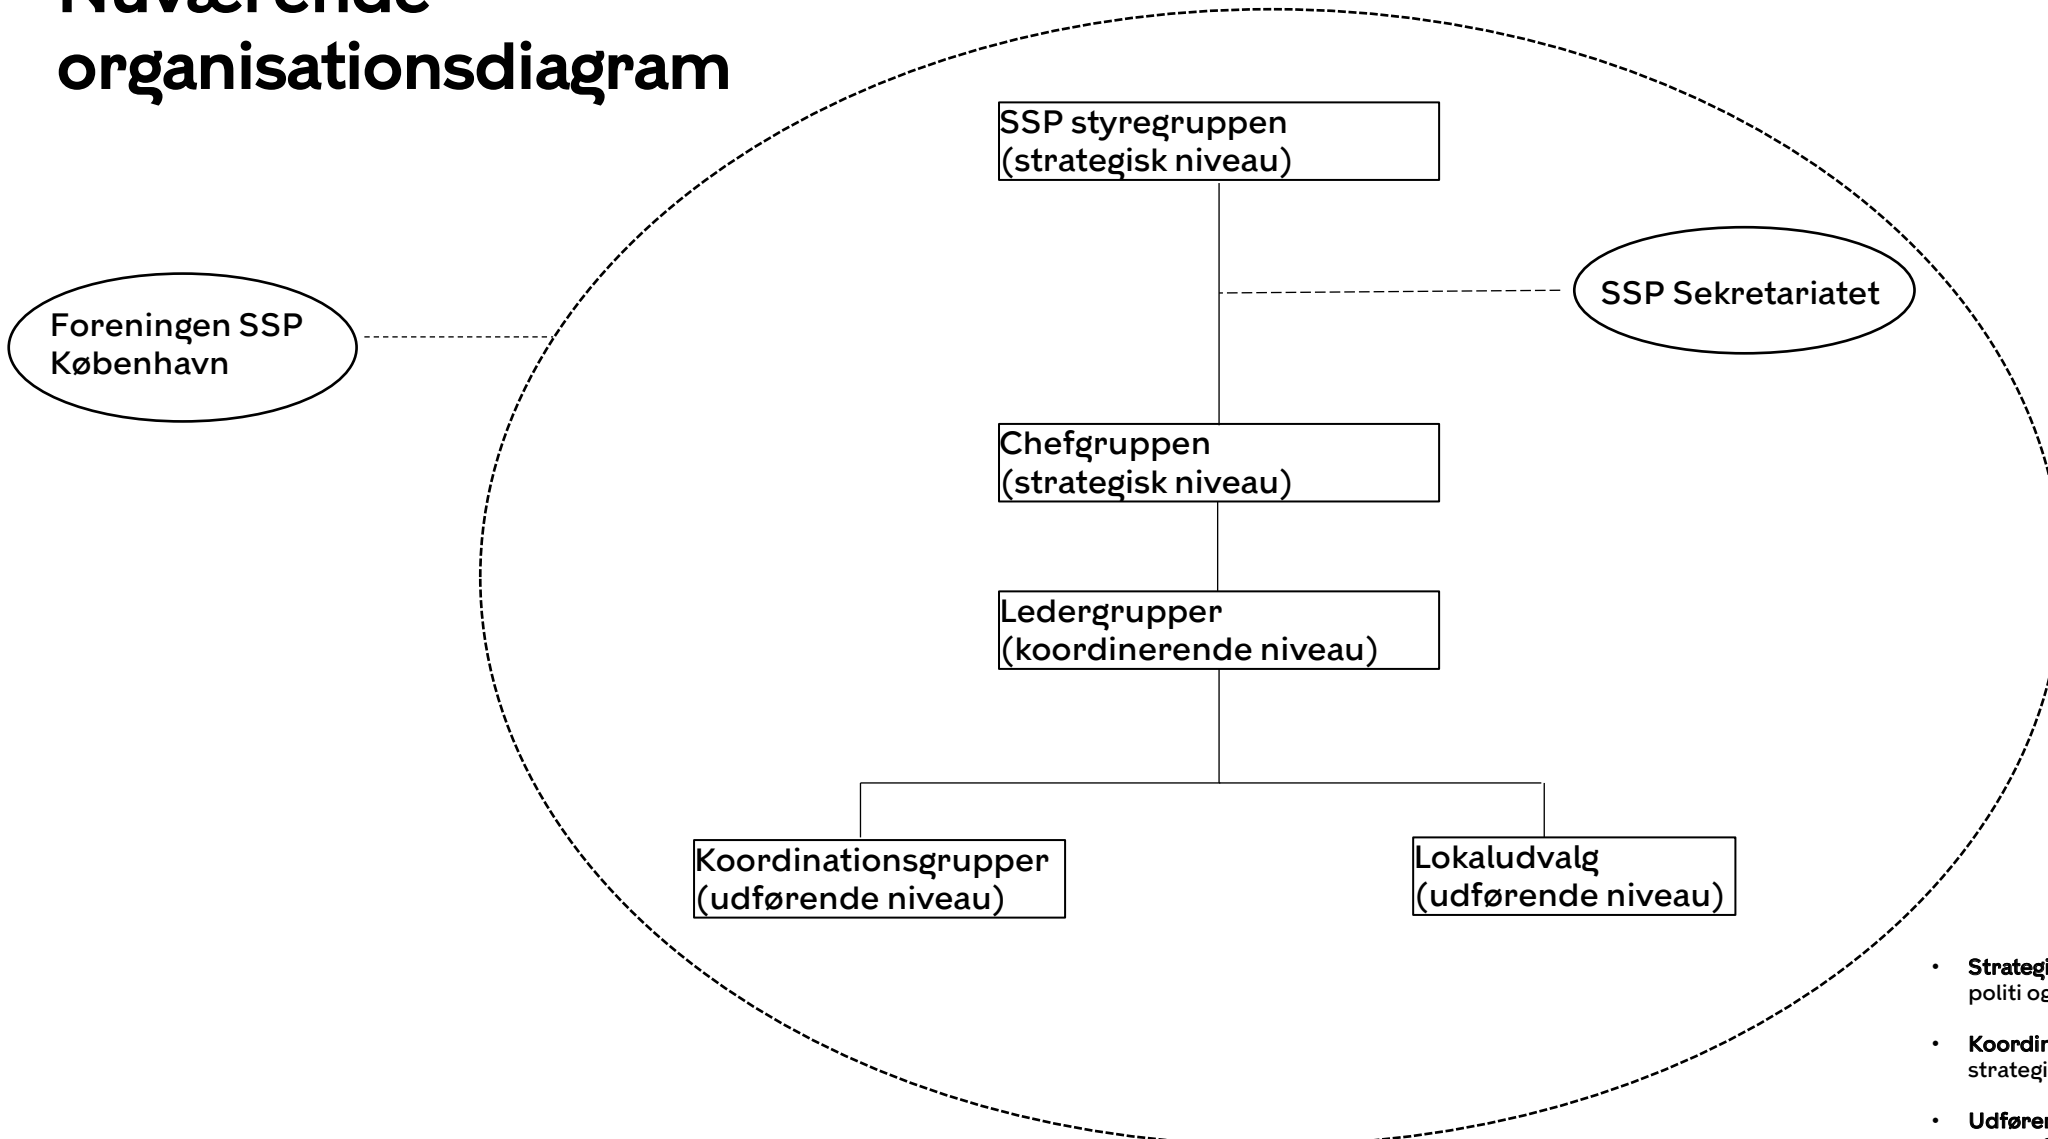 Nuværende
organisationsdiagram
SSP styregruppen
(strategisk niveau)
SSP Sekretariatet
Foreningen SSP
København
Chefgruppen
(strategisk niveau)
Ledergrupper
(koordinerende niveau)
Koordinationsgrupper
(udførende niveau)
Lokaludvalg
(udførende niveau)
•
politi
•
•